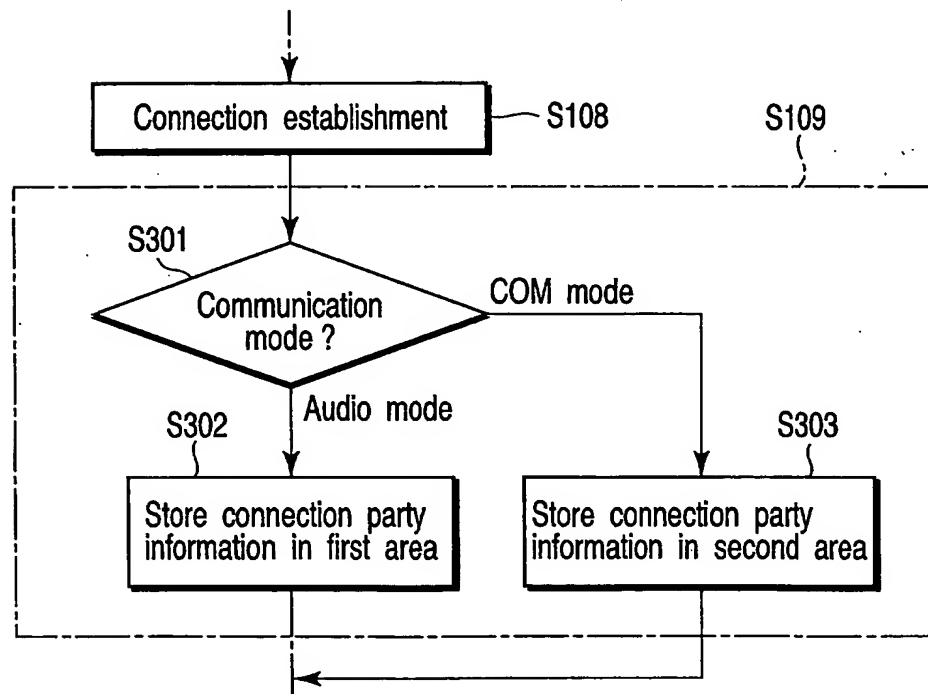 Connection establishment
S108
S109
S301
Communication
mode ?
COM mode
Audio mode
S302
S303
Store connection party
information in first area
Store connection party
information in second area